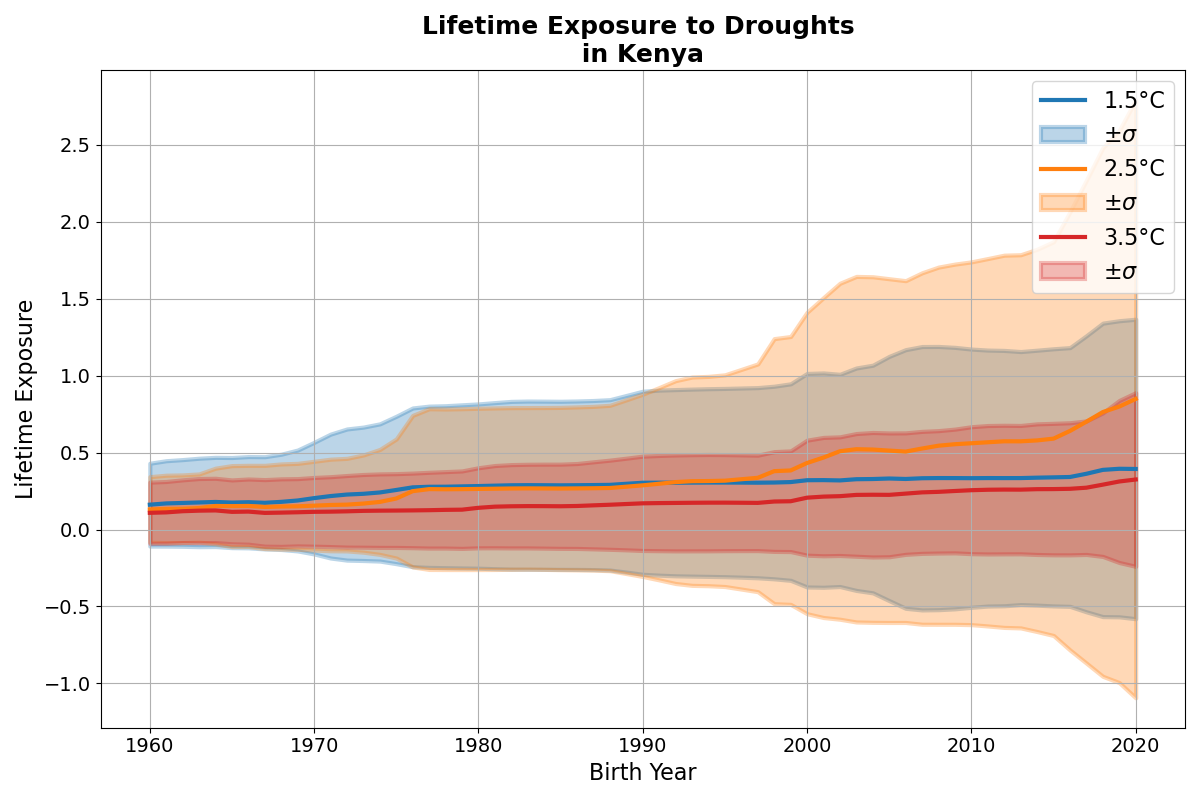 Lifetime Exposure to Droughts
in Kenya
1.5°C
±σ
2.5°C
±σ
3.5°C
±σ
Lifetime Exposure
2.5
2.0
1.5
1.0
0.5
0.0
−0.5
−1.0
1960 1970 1980 1990 2000 2010 2020
Birth Year